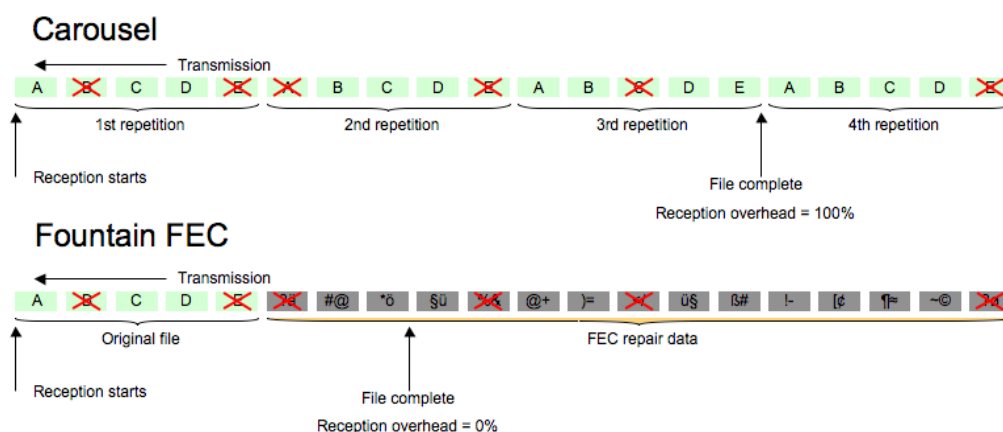 Carousel
Transmission
A B C D E A B C D E A B C D E A B C D E
1st repetition 2nd repetition 3rd repetition 4th repetition
Reception starts
File complete
Reception overhead = 100%
Fountain FEC
Transmission
A B C D E #@ *ö §ü %& @+ )= ü§ ß# !- [¢ ¶≈ ~©
Original file FEC repair data
Reception starts
File complete
Reception overhead = 0%